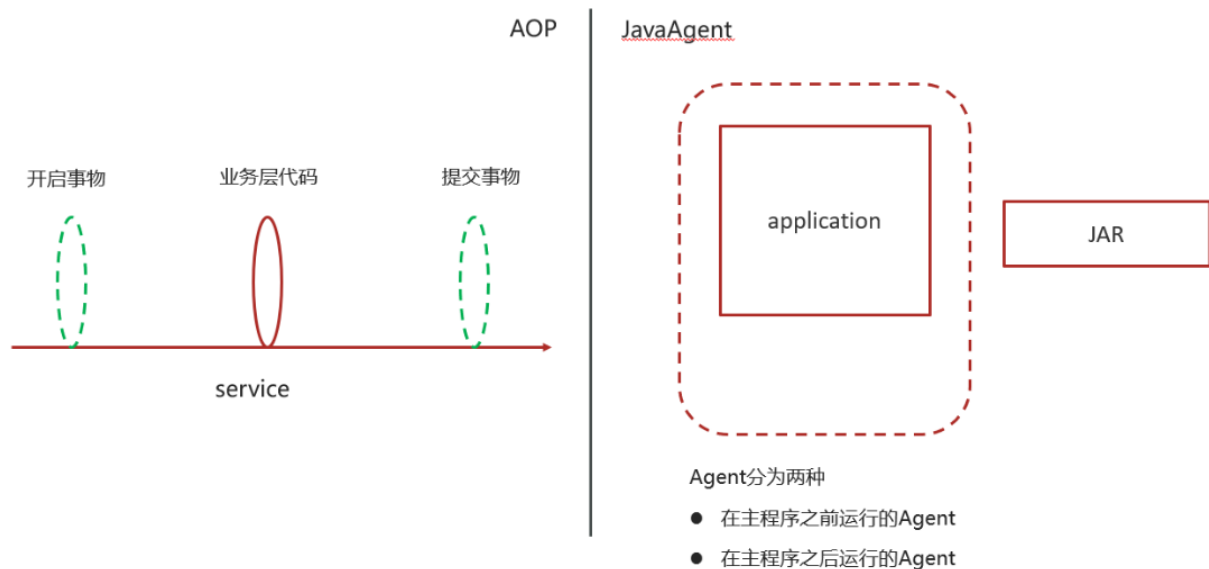 AOP
JavaAgent
开启事物
业务层代码
提交事物
service
application
JAR
Agent分为两种
● 在主程序之前运行的Agent
● 在主程序之后运行的Agent